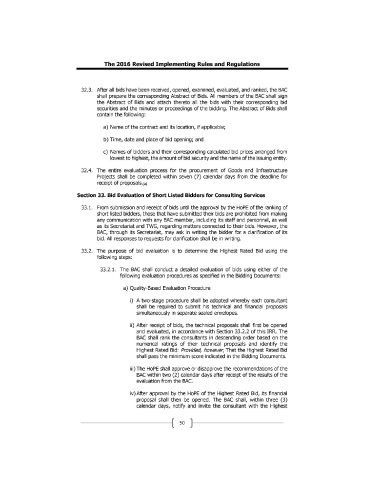 The 2016 Revised Implementing Rules and Regulations
32.3. After all bids have been received, opened, examined, evaluated, and ranked, the BAC
shall prepare the corresponding Abstract of Bids. All members of the BAC shall sign
the Abstract of Bids and attach thereto all the bids with their corresponding bid
securities and the minutes or proceedings of the bidding. The Abstract of Bids shall
contain the following:
a) Name of the contract and its location, if applicable;
b) Time, date and place of bid opening; and
c) Names of bidders and their corresponding calculated bid prices arranged from
lowest to highest, the amount of bid security and the name of the issuing entity.
32.4. The entire evaluation process for the procurement of Goods and Infrastructure
Projects shall be completed within seven (7) calendar days from the deadline for
receipt of proposals.
Section 33. Bid Evaluation of Short Listed Bidders for Consulting Services
33.1. From submission and receipt of bids until the approval by the HoPE of the ranking of
short listed bidders, those that have submitted their bids are prohibited from making
any communication with any BAC member, including its staff and personnel, as well
as its Secretariat and TWG, regarding matters connected to their bids. However, the
BAC, through its Secretariat, may ask in writing the bidder for a clarification of its
bid. All responses to requests for clarification shall be in writing.
33.2. The purpose of bid evaluation is to determine the Highest Rated Bid using the
following steps:
33.2.1. The BAC shall conduct a detailed evaluation of bids using either of the
following evaluation procedures as specified in the Bidding Documents:
a) Quality-Based Evaluation Procedure
i) A two-stage procedure shall be adopted whereby each consultant
shall be required to submit his technical and financial proposals
simultaneously in separate sealed envelopes.
ii) After receipt of bids, the technical proposals shall first be opened
and evaluated, in accordance with Section 33.2.2 of this IRR. The
BAC shall rank the consultants in descending order based on the
numerical ratings of their technical proposals and identify the
Highest Rated Bid: Provided, however, That the Highest Rated Bid
shall pass the minimum score indicated in the Bidding Documents.
iii) The HoPE shall approve or disapprove the recommendations of the
BAC within two (2) calendar days after receipt of the results of the
evaluation from the BAC.
iv) After approval by the HoPE of the Highest Rated Bid, its financial
proposal shall then be opened. The BAC, within three (3)
calendar days, notify and invite the consultant with the Highest
50